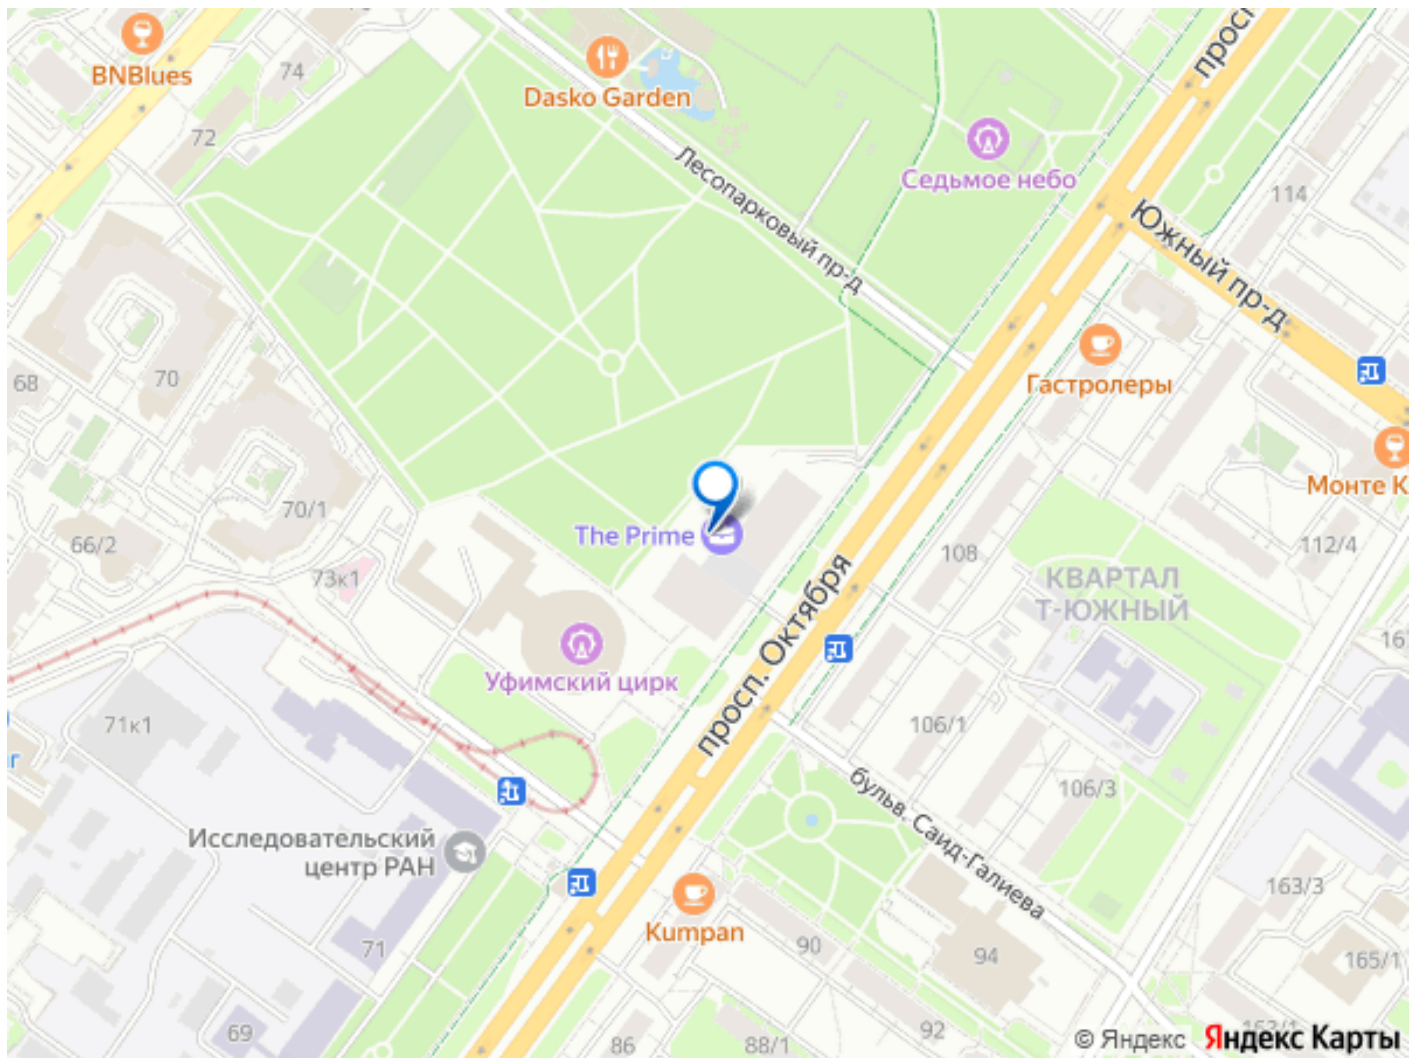 BNBlues
74
72
Dasko Garden
Лесопарковый пр-д
Седьмое небо
114
Южный пр-д
Гастролеры
Монте К
112/4
68
70
70/1
66/2
73к1
The Prime
108
КВАРТАЛ
Т-ЮЖНЫЙ
просп. Октября
Уфимский цирк
71к1
106/1
106/3
бульв. Саид-Галиева
Исследовательский
центр РАН
163/3
Kumpan
90
94
165/1
71
69
86
88/1
92
© Яндекс Яндекс Карты